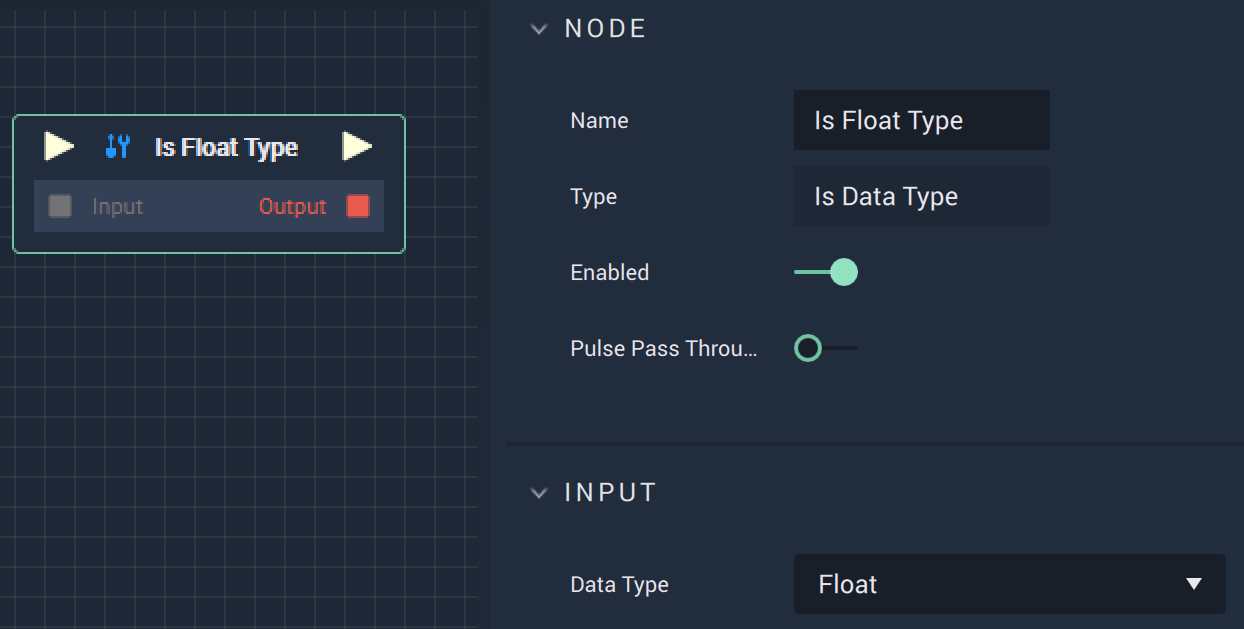 Is Float Type
Input Output
NODE
Name Is Float Type
Type Is Data Type
Enabled
Pulse Pass Throu...
INPUT
Data Type Float